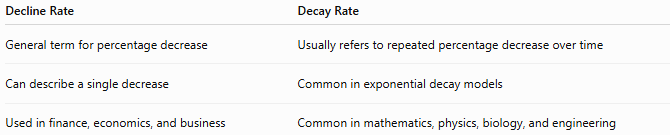 Decline Rate Decay Rate
General term for percentage decrease Usually refers to repeated percentage decrease over time
Can describe a single decrease Common in exponential decay models
Used in finance, economics, and business Common in mathematics, physics, biology, and engineering